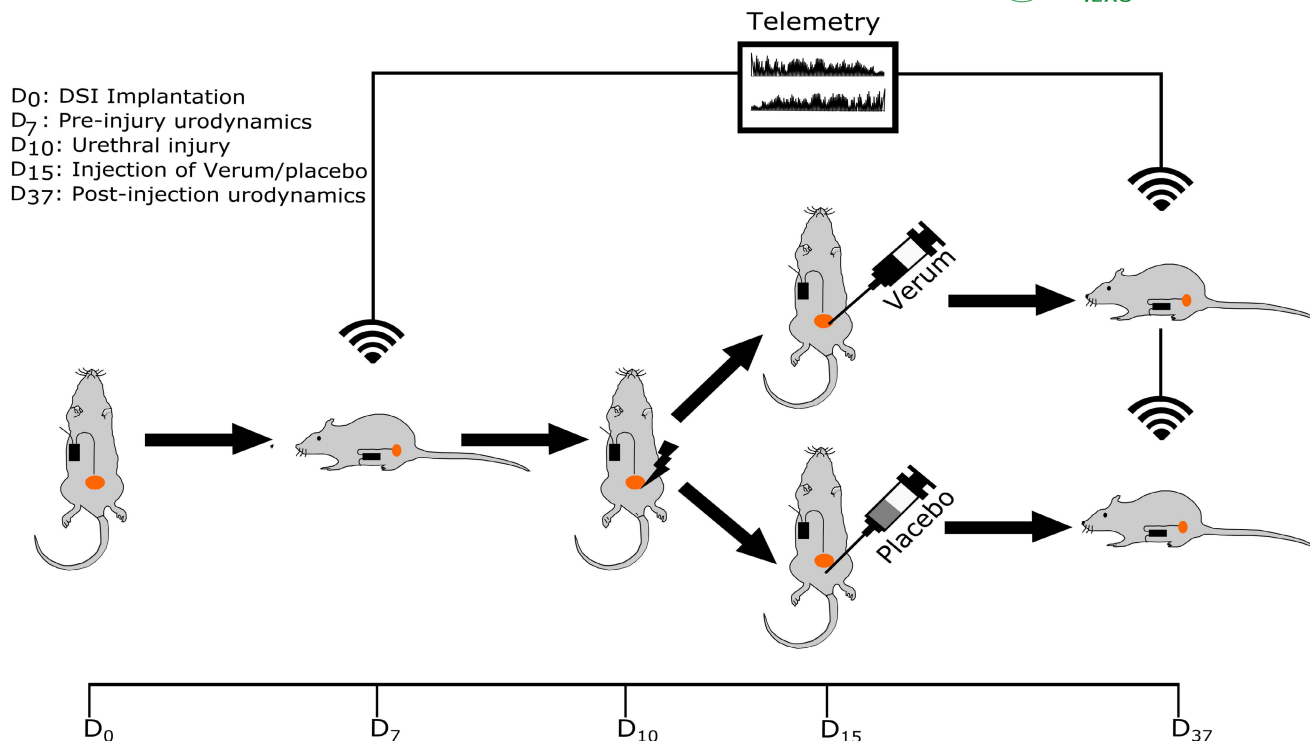 Telemetry
D0: DSI Implantation
D7: Pre-injury urodynamics
D10: Urethral injury
D15: Injection of Verum/placebo
D37: Post-injection urodynamics
Verum
Placebo
D0 D7 D10 D15 D37